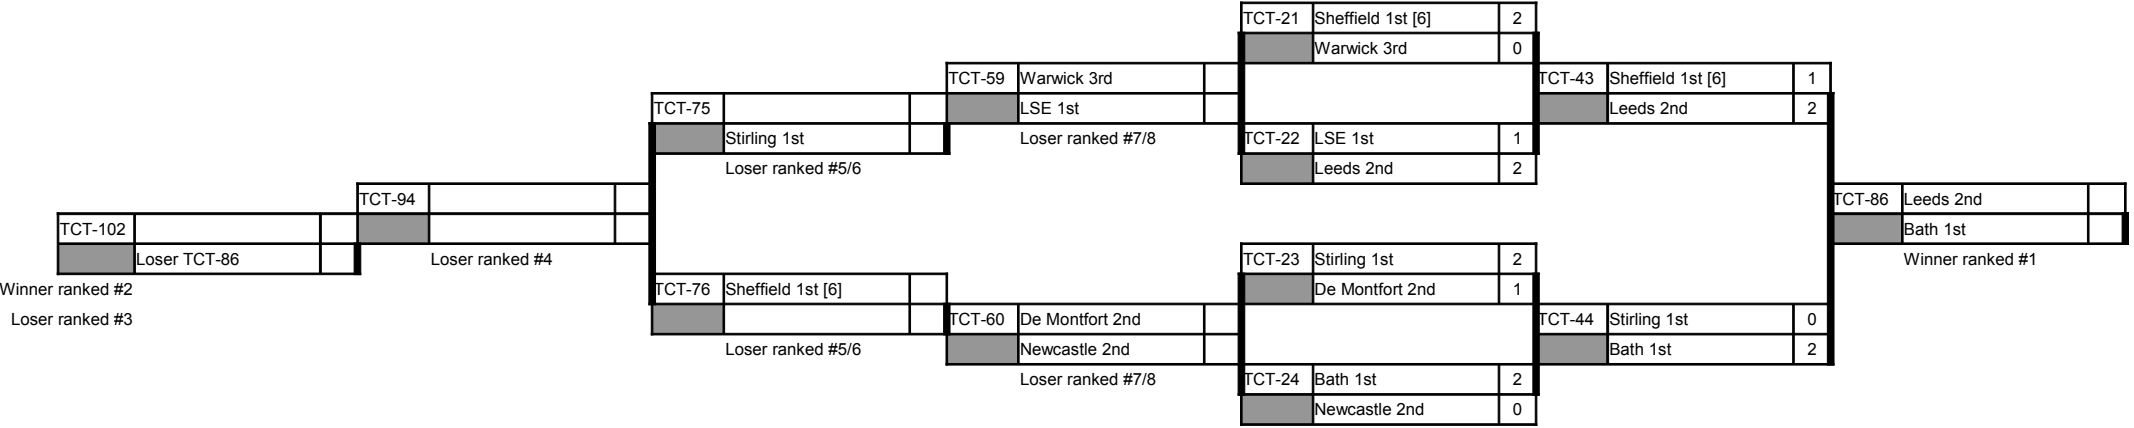 TCT-21 Sheffield 1st [6] 2
Warwick 3rd 0
TCT-59 Warwick 3rd TCT-43 Sheffield 1st [6] 1
TCT-75 LSE 1st Leeds 2nd 2
Stirling 1st Loser ranked #7/8 TCT-22 LSE 1st 1
Loser ranked #5/6 Leeds 2nd 2
TCT-94 TCT-86 Leeds 2nd
TCT-102 Bath 1st
Loser TCT-86 Loser ranked #4 TCT-23 Stirling 1st 2 Winner ranked #1
Winner ranked #2 TCT-76 Sheffield 1st [6] De Montfort 2nd 1
Loser ranked #3 TCT-60 De Montfort 2nd TCT-44 Stirling 1st 0
Loser ranked #5/6 Newcastle 2nd Bath 1st 2
Loser ranked #7/8 TCT-24 Bath 1st 2
Newcastle 2nd 0